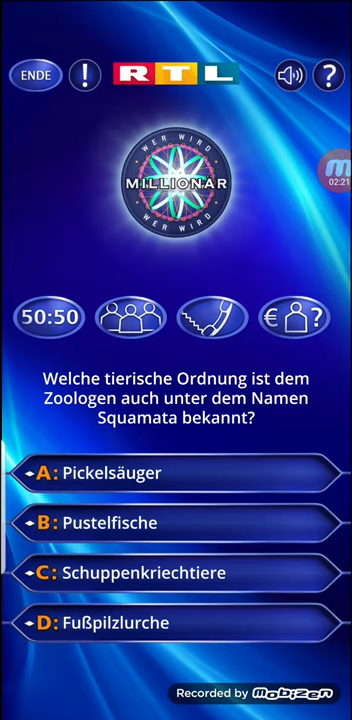 ENDE
!
RTL
?
WER WIRD
MILLIONÄR
WER WIRD
m
02:21
50:50
€ ?
Welche tierische Ordnung ist dem
Zoologen auch unter dem Namen
Squamata bekannt?
A: Pickelsäuger
B: Pustelfische
C: Schuppenkriechtiere
D: Fußpilzlurche
Recorded by mobizen